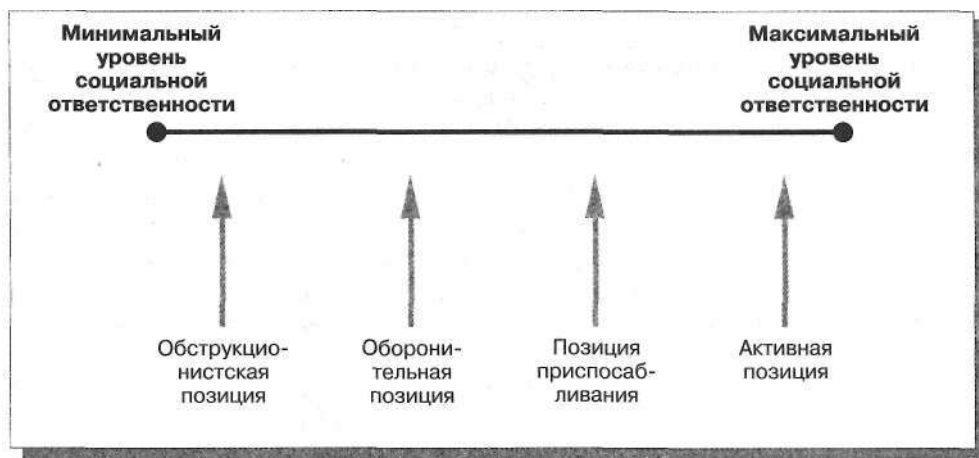 Минимальный
уровень
социальной
ответственности
Максимальный
уровень
социальной
ответственности
Обструкцио-
нистская
позиция
Оборони-
тельная
позиция
Позиция
приспосаб-
ливания
Активная
позиция